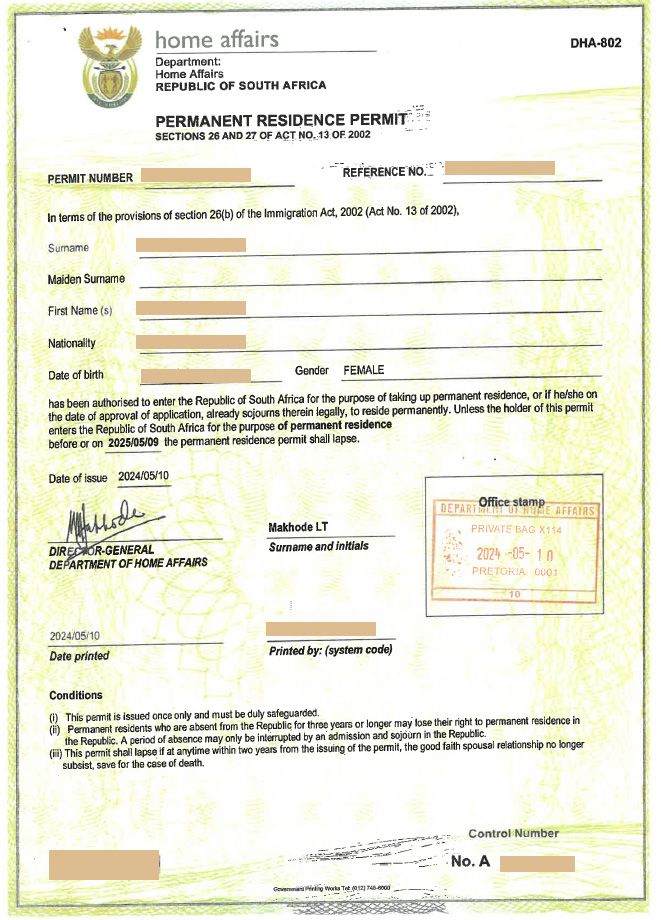 home affairs
DHA-802
Department:
Home Affairs
REPUBLIC OF SOUTH AFRICA
PERMANENT RESIDENCE PERMIT
SECTIONS 26 AND 27 OF ACT NO. 13 OF 2002
PERMIT NUMBER
REFERENCE NO.
In terms of the provisions of section 26(b) of the Immigration Act, 2002 (Act No. 13 of 2002),
Surname
Maiden Surname
First Name (s)
Nationality
Date of birth
Gender FEMALE
has been authorised to enter the Republic of South Africa for the purpose of taking up permanent residence, or if he/she on
the date of approval of application, already sojourns therein legally, to reside permanently. Unless the holder of this permit
enters the Republic of South Africa for the purpose of permanent residence
before or on 2025/05/09 the permanent residence permit shall lapse.
Date of issue 2024/05/10
Makhode
DIRECTOR-GENERAL
DEPARTMENT OF HOME AFFAIRS
Makhode LT
Surname and initials
Office stamp
DEPARTMENT OF HOME AFFAIRS
PRIVATE BAG X114
2024 -05- 10
PRETORIA 0001
10
2024/05/10
Date printed
Printed by: (system code)
Conditions
(i) This permit is issued once only and must be duly safeguarded.
(ii) Permanent residents who are absent from the Republic for three years or longer may lose their right to permanent residence in
the Republic. A period of absence may only be interrupted by an admission and sojourn in the Republic.
(iii) This permit shall lapse if at anytime within two years from the issuing of the permit, the good faith spousal relationship no longer
subsist, save for the case of death.
Control Number
No. A
Government Printing Works Tel: (012) 748-6000